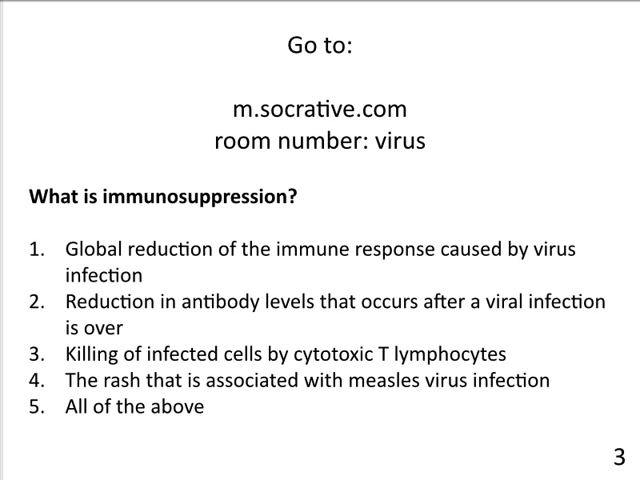 Go to:
m.socrative.com
room number: virus
What is immunosuppression?
1. Global reduction of the immune response caused by virus
infection
2. Reduction in antibody levels that occurs after a viral infection
is over
3. Killing of infected cells by cytotoxic T lymphocytes
4. The rash that is associated with measles virus infection
5. All of the above
3